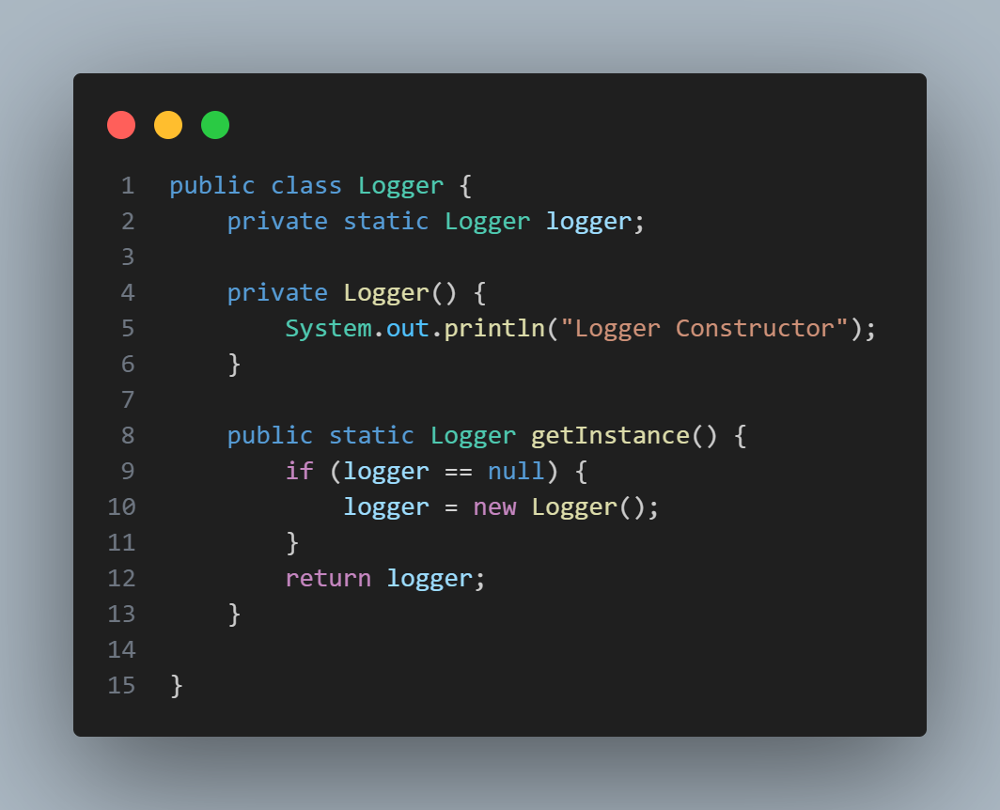 1 public class Logger {
2     private static Logger logger;
3
4     private Logger() {
5         System.out.println("Logger Constructor");
6     }
7
8     public static Logger getInstance() {
9         if (logger == null) {
10             logger = new Logger();
11         }
12         return logger;
13     }
14
15 }